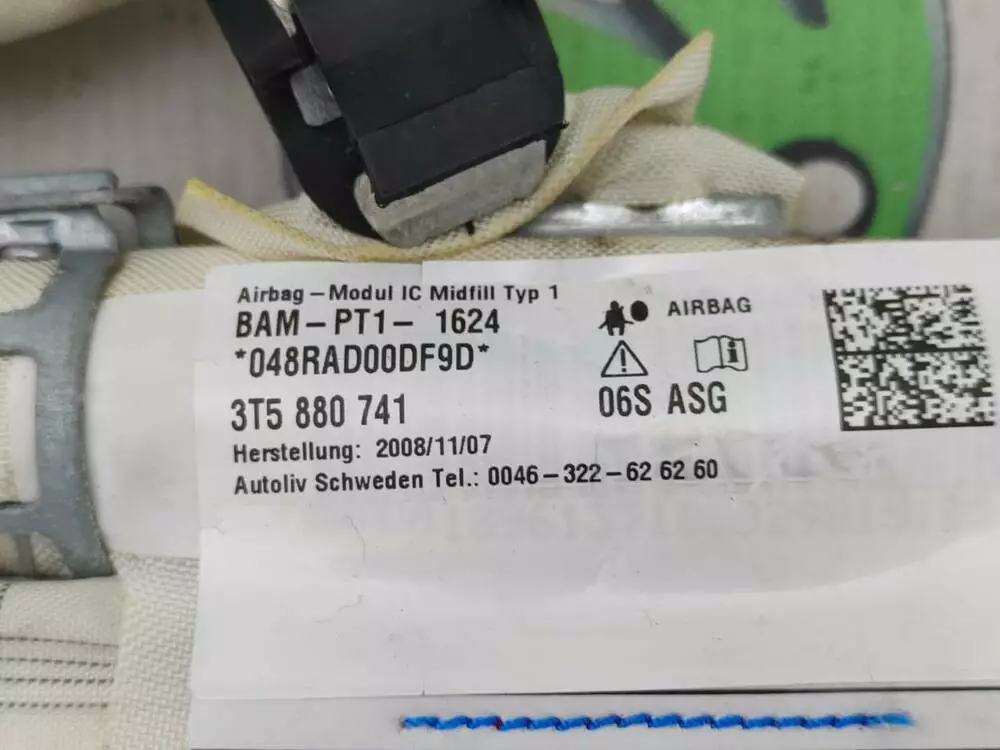 Airbag-Modul IC Midfill Typ 1
BAM-PT1- 1624
*048RAD00DF9D*
3T5 880 741
Herstellung: 2008/11/07
Autoliv Schweden Tel.: 0046-322-62 62 60
AIRBAG
06S ASG